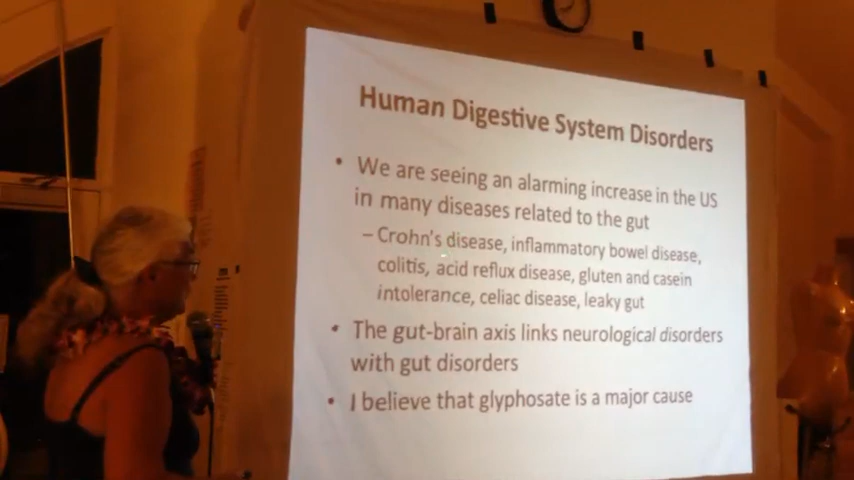 Human Digestive System Disorders
• We are seeing an alarming increase in the US
in many diseases related to the gut
– Crohn's disease, inflammatory bowel disease,
colitis, acid reflux disease, gluten and casein
intolerance, celiac disease, leaky gut
• The gut-brain axis links neurological disorders
with gut disorders
• I believe that glyphosate is a major cause